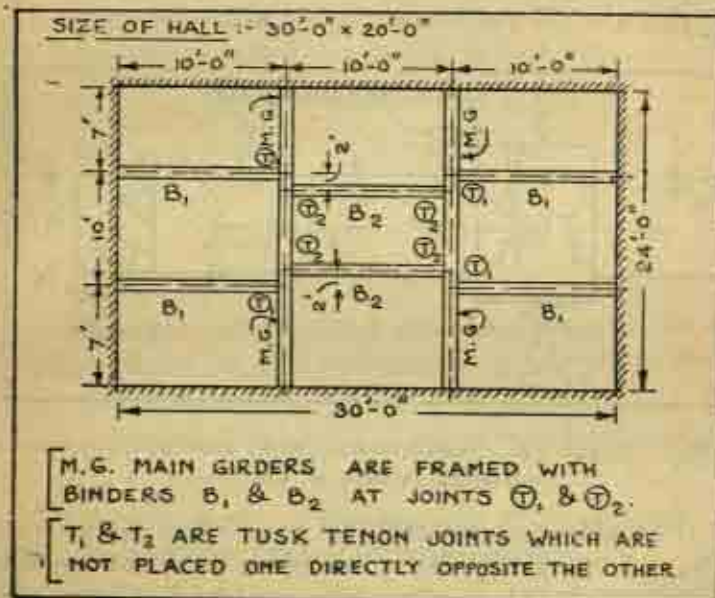 SIZE OF HALL :- 30'-0" x 20'-0"
10'-0" 10'-0" 10'-0"
7' M.G. 2' M.G.
T
B₁ T₂ B₂ T₂ T₁ B₁
10' T₂ T₂ 24'-0"
T₁
B₁ T 2' B₂ B₁
7' M.G. M.G.
30'-0"
M.G. MAIN GIRDERS ARE FRAMED WITH
BINDERS B₁ & B₂ AT JOINTS T₁ & T₂.
T₁ & T₂ ARE TUSK TENON JOINTS WHICH ARE
NOT PLACED ONE DIRECTLY OPPOSITE THE OTHER